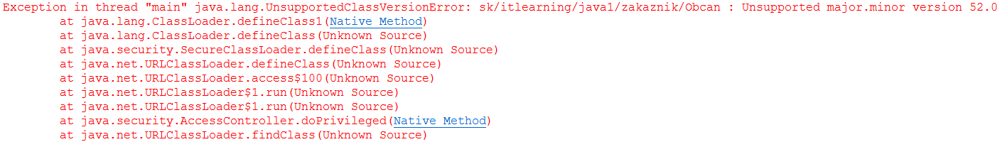 Exception in thread "main" java.lang.UnsupportedClassVersionError: sk/itlearning/java1/zakaznik/Obcan : Unsupported major.minor version 52.0
at java.lang.ClassLoader.defineClass1(Native Method)
at java.lang.ClassLoader.defineClass(Unknown Source)
at java.security.SecureClassLoader.defineClass(Unknown Source)
at java.net.URLClassLoader.defineClass(Unknown Source)
at java.net.URLClassLoader.access$100(Unknown Source)
at java.net.URLClassLoader$1.run(Unknown Source)
at java.net.URLClassLoader$1.run(Unknown Source)
at java.security.AccessController.doPrivileged(Native Method)
at java.net.URLClassLoader.findClass(Unknown Source)